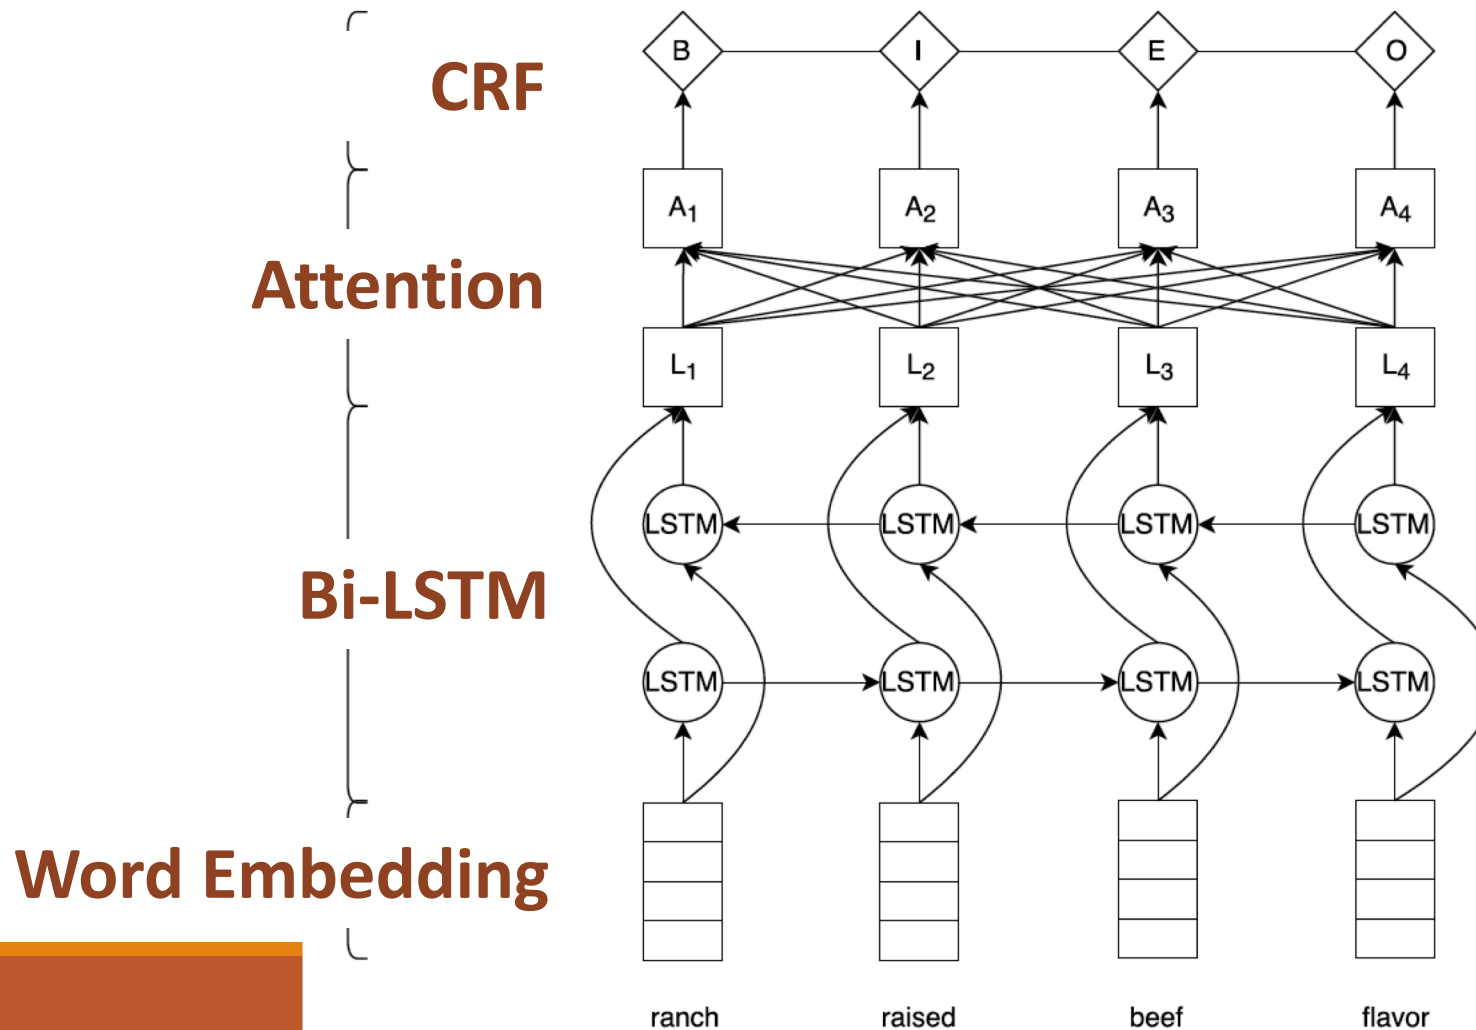 B I E O
CRF
A1 A2 A3 A4
Attention
L1 L2 L3 L4
LSTM LSTM LSTM LSTM
Bi-LSTM
LSTM LSTM LSTM LSTM
Word Embedding
ranch raised beef flavor